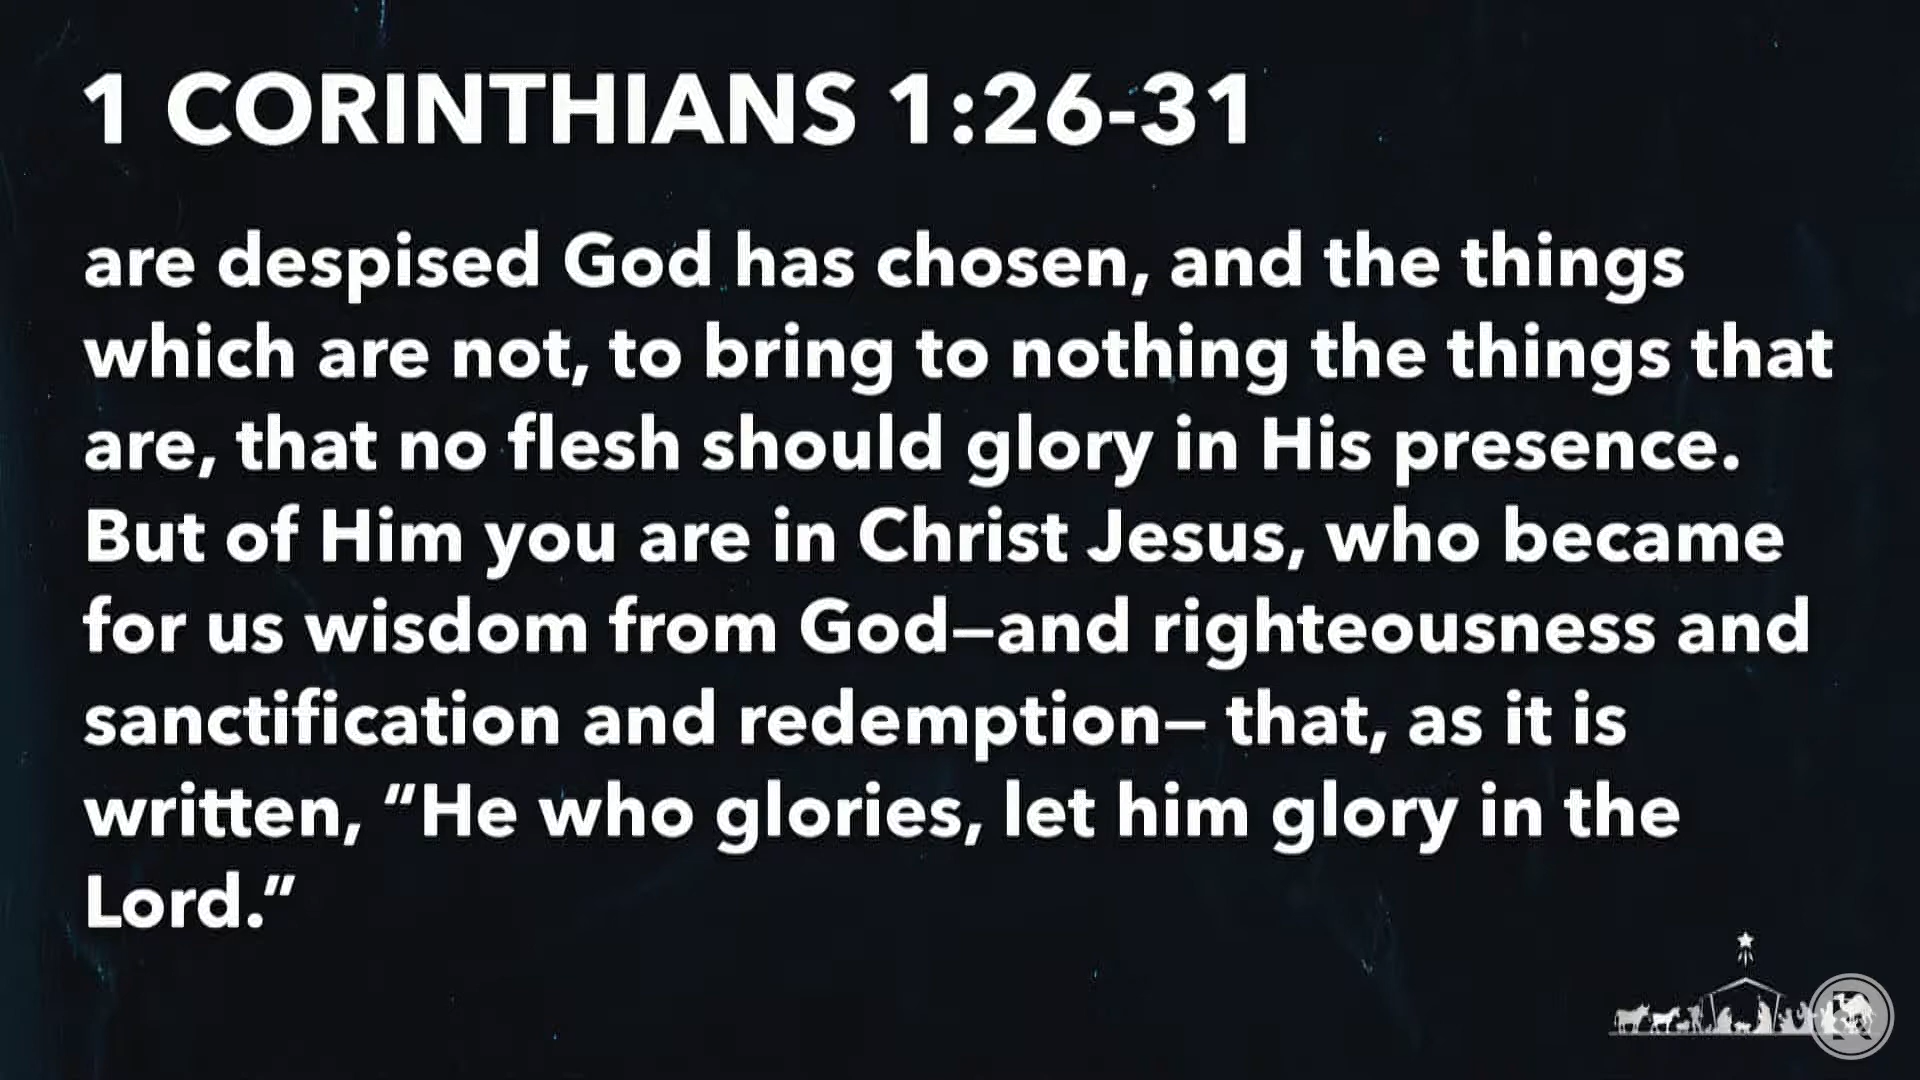 1 CORINTHIANS 1:26-31
are despised God has chosen, and the things
which are not, to bring to nothing the things that
are, that no flesh should glory in His presence.
But of Him you are in Christ Jesus, who became
for us wisdom from God—and righteousness and
sanctification and redemption— that, as it is
written, “He who glories, let him glory in the
Lord.”
R